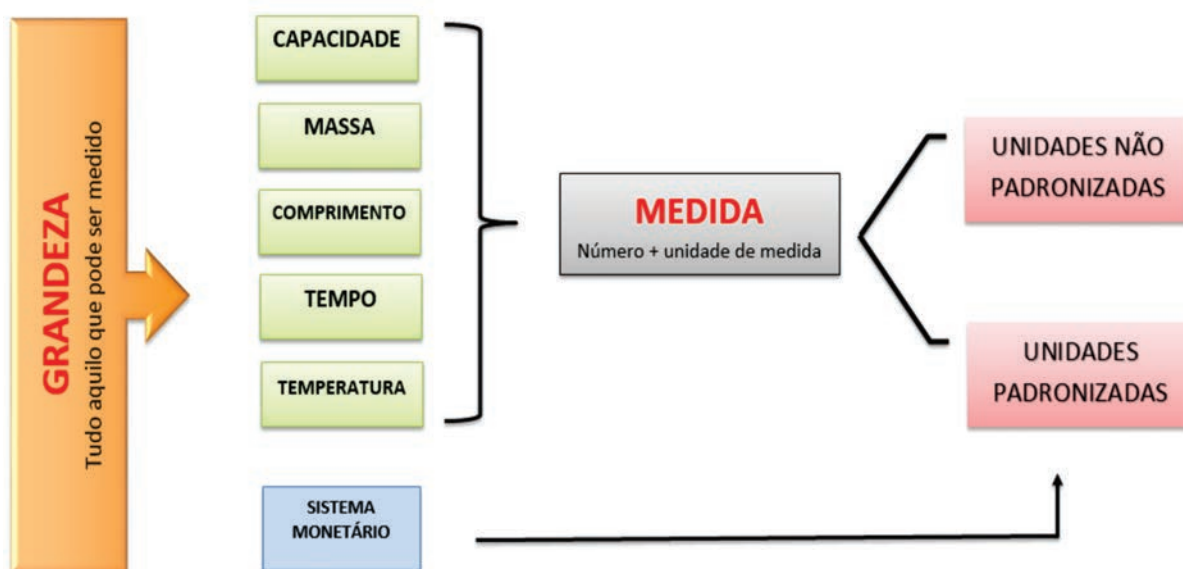 GRANDEZA
Tudo aquilo que pode ser medido
CAPACIDADE
MASSA
COMPRIMENTO
TEMPO
TEMPERATURA
SISTEMA
MONETÁRIO
MEDIDA
Número + unidade de medida
UNIDADES NÃO
PADRONIZADAS
UNIDADES
PADRONIZADAS